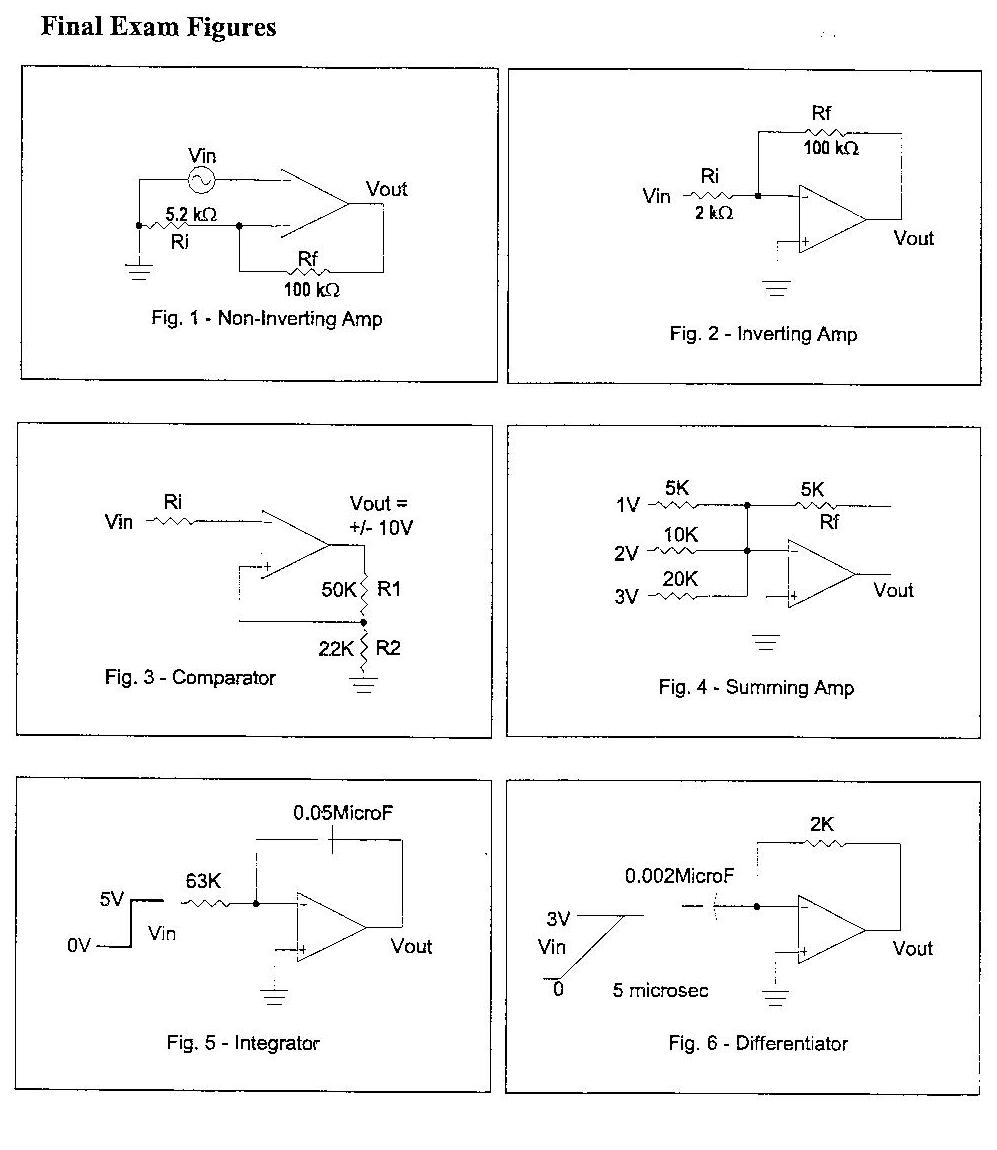 Final Exam Figures
Vin
Vout
5.2 kΩ
Ri
Rf
100 kΩ
Fig. 1 - Non-Inverting Amp
Rf
100 kΩ
Ri
Vin
2 kΩ
-
+
Vout
Fig. 2 - Inverting Amp
Ri
Vin
Vout =
+/- 10V
-
+
50K R1
22K R2
Fig. 3 - Comparator
5K
5K
1V
Rf
10K
2V
20K
3V
-
+
Vout
Fig. 4 - Summing Amp
0.05MicroF
63K
5V
Vin
0V
-
+
Vout
Fig. 5 - Integrator
2K
0.002MicroF
3V
Vin
0
5 microsec
-
+
Vout
Fig. 6 - Differentiator